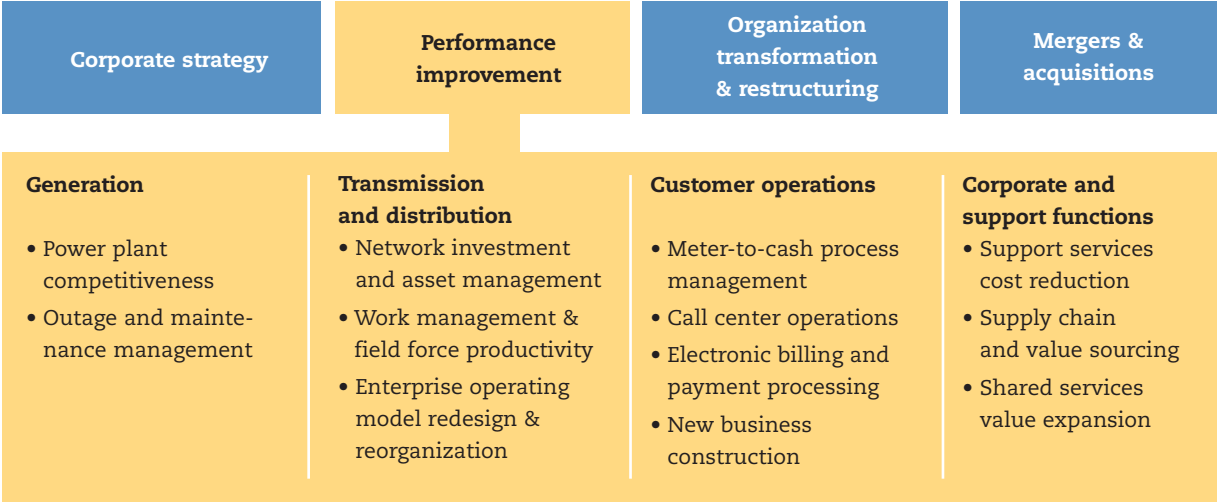 Corporate strategy
Performance
improvement
Organization
transformation
& restructuring
Mergers &
acquisitions
Generation
• Power plant
competitiveness
• Outage and mainte-
nance management
Transmission
and distribution
• Network investment
and asset management
• Work management &
field force productivity
• Enterprise operating
model redesign &
reorganization
Customer operations
• Meter-to-cash process
management
• Call center operations
• Electronic billing and
payment processing
• New business
construction
Corporate and
support functions
• Support services
cost reduction
• Supply chain
and value sourcing
• Shared services
value expansion